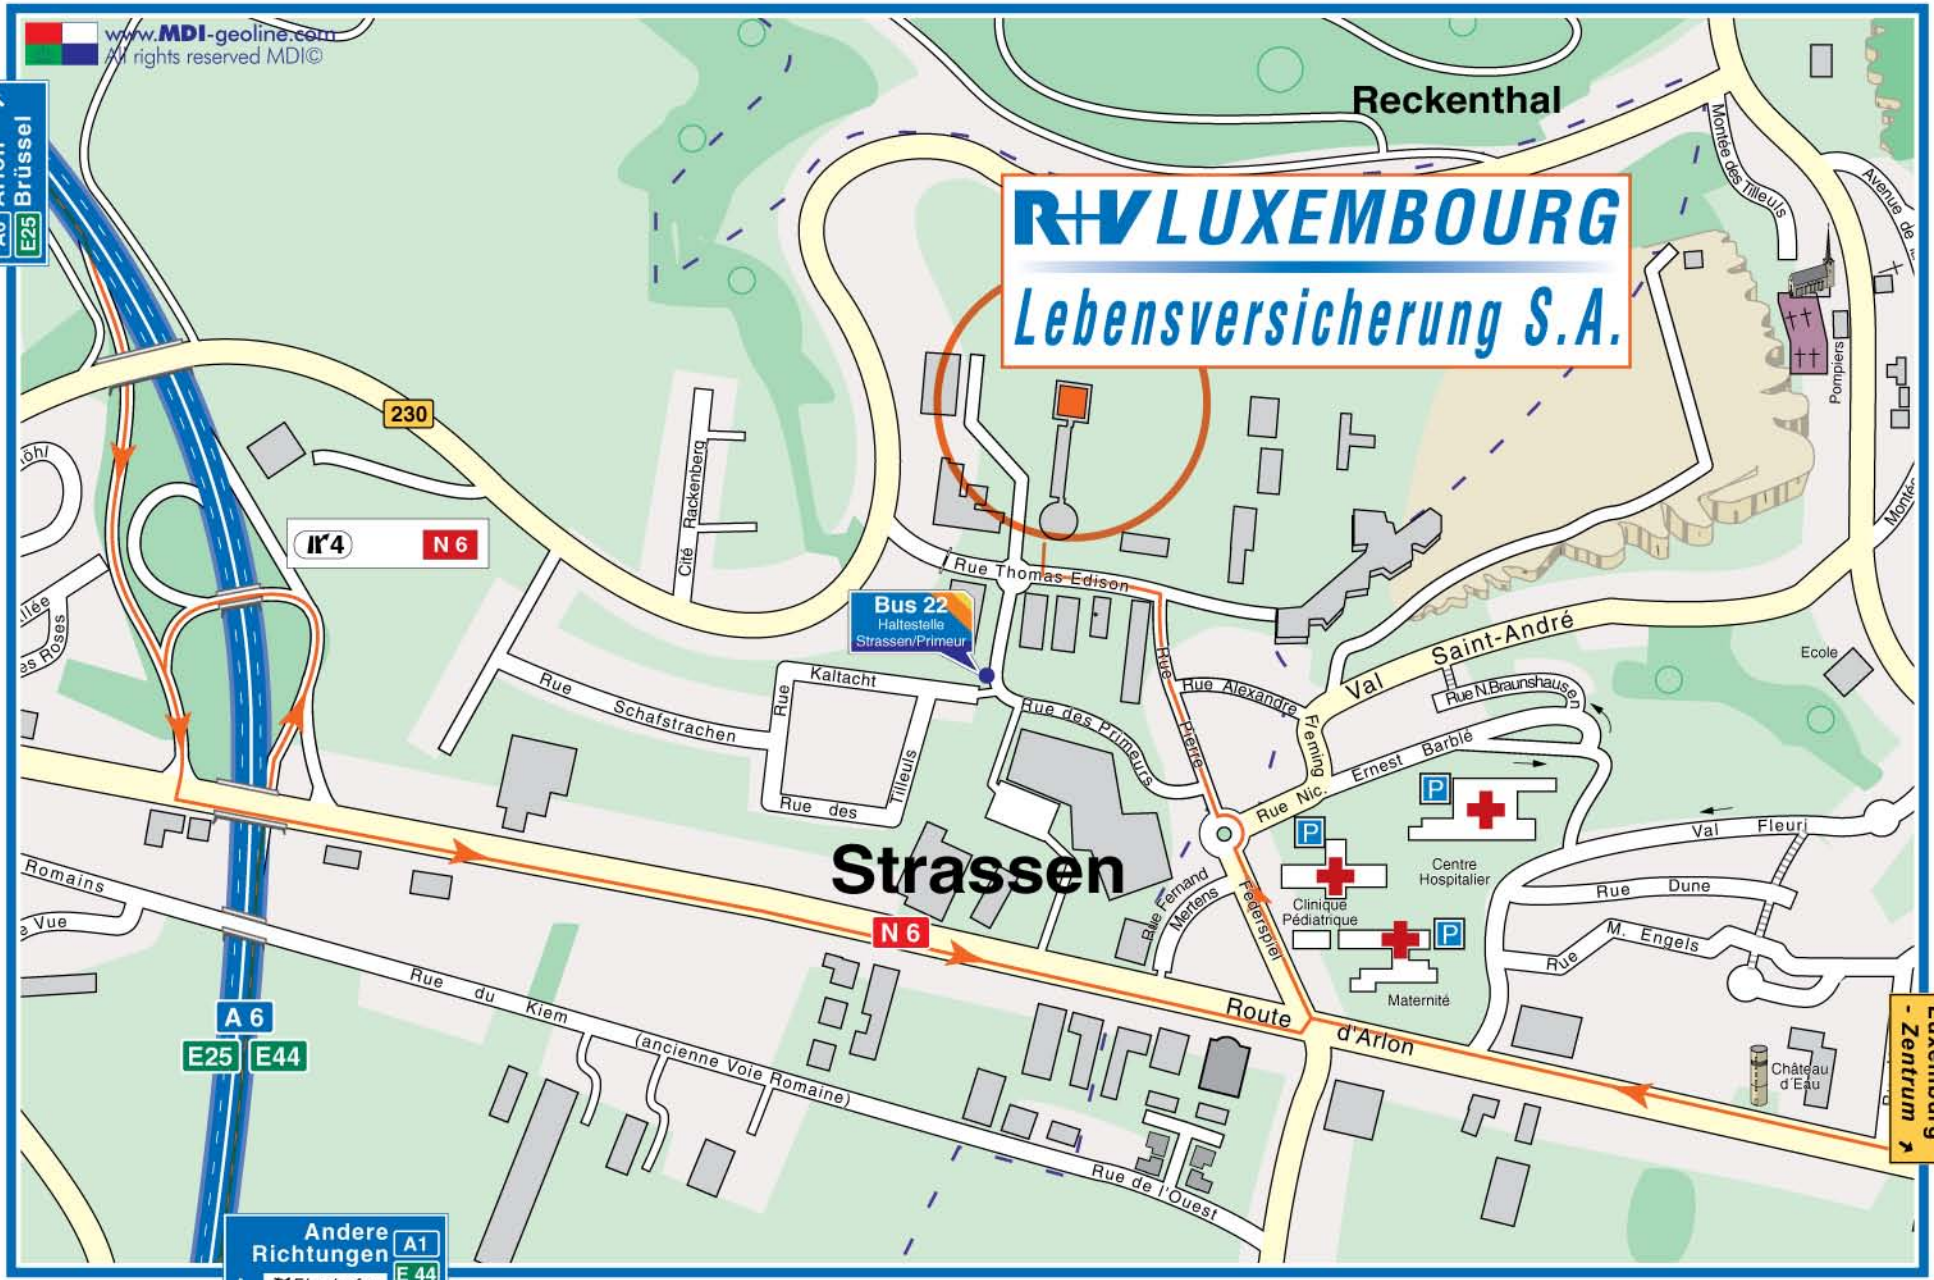 www.MDI-geoline.com
All rights reserved MDI©
Brüssel
E25
Reckenthal
R+V LUXEMBOURG
Lebensversicherung S.A.
Montée des Tilleuls
Avenue de
Pompiers
230
Cité Rackenberg
4
N 6
Rue Thomas Edison
Bus 22
Haltestelle
Strassen/Primeur
es Roses
Kaltacht
Rue
Rue Schafstrachen
Rue des
Tilleuls
Rue des Primeurs
Rue
Pierre
Federspiel
Rue Alexandre
Fleming
Val Saint-André
Rue N.Braunshausen
Ernest Barblé
Rue Nic.
Ecole
P
P
P
Centre
Hospitalier
Clinique
Pédiatrique
Maternité
Val Fleuri
Rue Dune
Rue M. Engels
Rue Fernand
Mertens
Strassen
N 6
Romains
Vue
Rue du Kiem (ancienne Voie Romaine)
Rue de l'Ouest
A 6
E25
E44
Route d'Arlon
Château
d'Eau
- Zentrum
Andere
Richtungen
A1
E 44